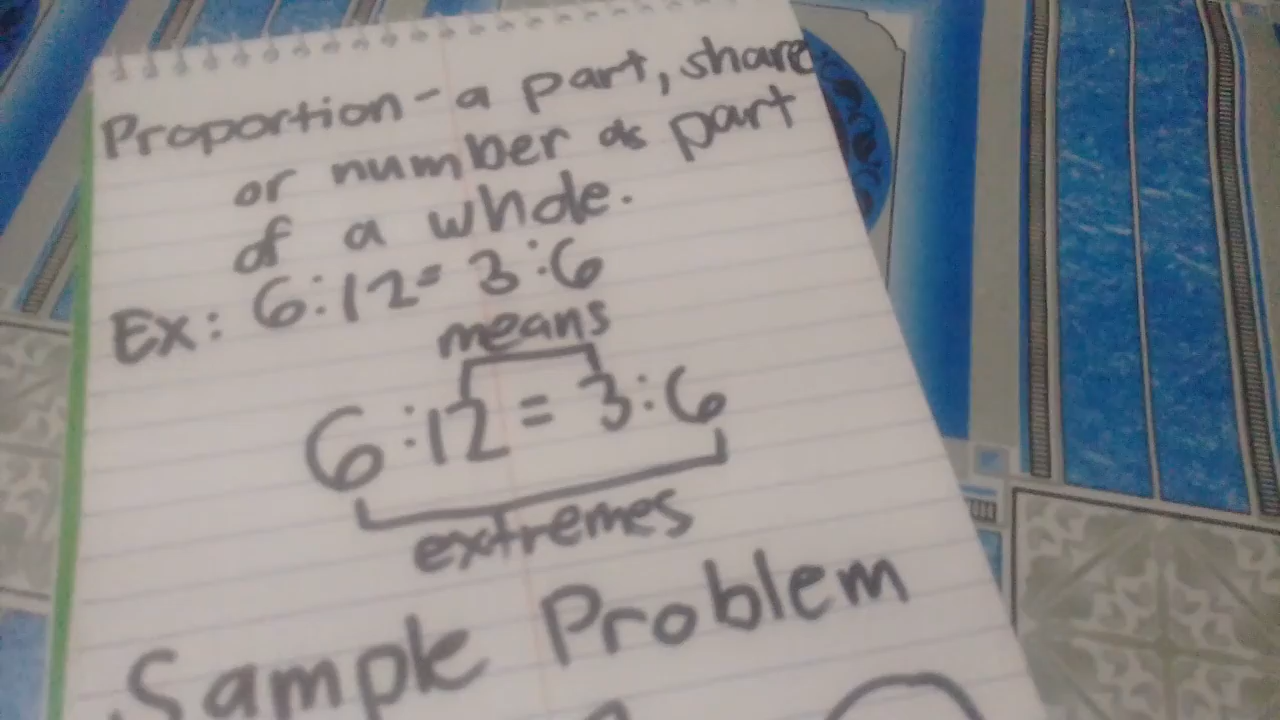 Proportion - a part, share
or number as part
of a whole.
Ex: 6:12 = 3:6
means
6:12 = 3:6
extremes
Sample Problem